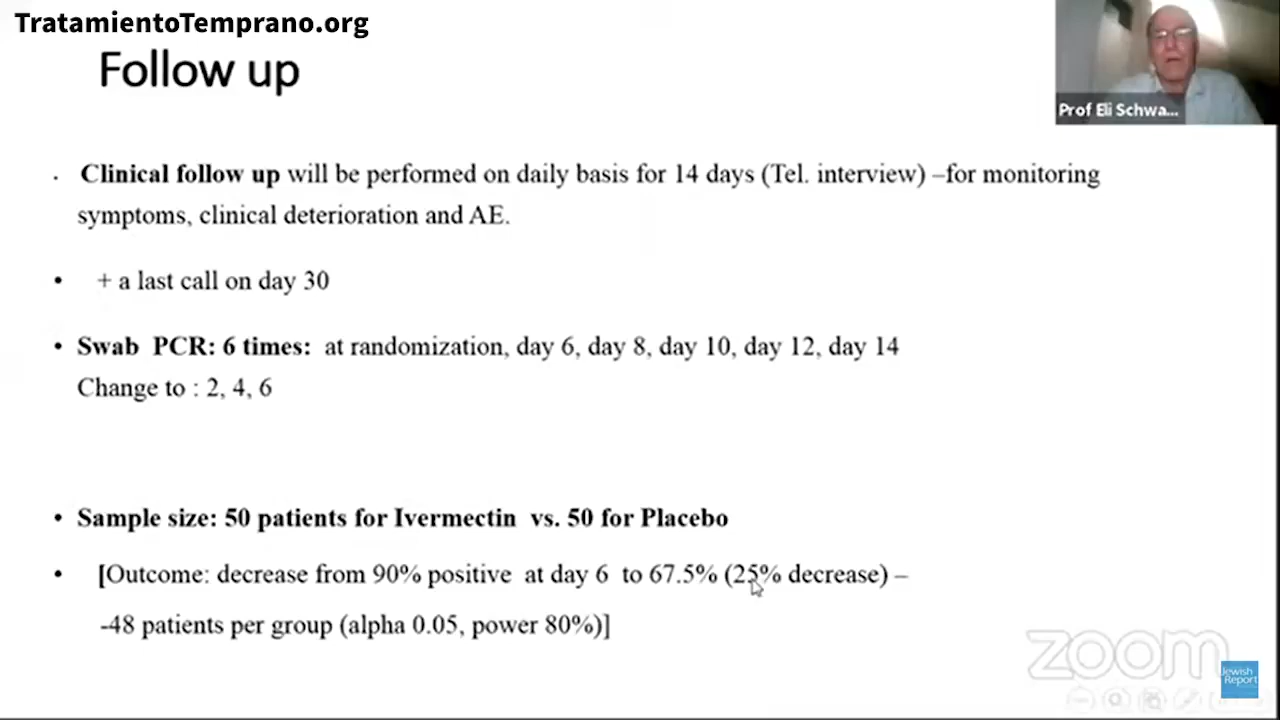 TratamientoTemprano.org
Follow up
Prof Eli Schwa...
· Clinical follow up will be performed on daily basis for 14 days (Tel. interview) –for monitoring
symptoms, clinical deterioration and AE.
• + a last call on day 30
• Swab PCR: 6 times: at randomization, day 6, day 8, day 10, day 12, day 14
Change to : 2, 4, 6
• Sample size: 50 patients for Ivermectin vs. 50 for Placebo
• [Outcome: decrease from 90% positive at day 6 to 67.5% (25% decrease) –
-48 patients per group (alpha 0.05, power 80%)]
zoom
Jewish
Report